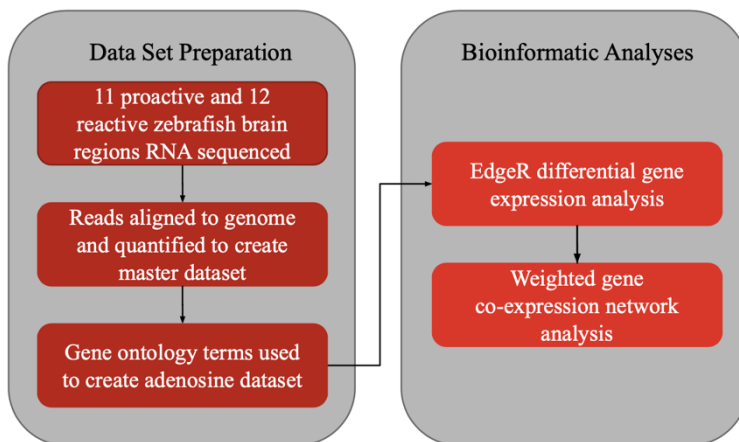 Data Set Preparation
11 proactive and 12
reactive zebrafish brain
regions RNA sequenced
Reads aligned to genome
and quantified to create
master dataset
Gene ontology terms used
to create adenosine dataset
Bioinformatic Analyses
EdgeR differential gene
expression analysis
Weighted gene
co-expression network
analysis